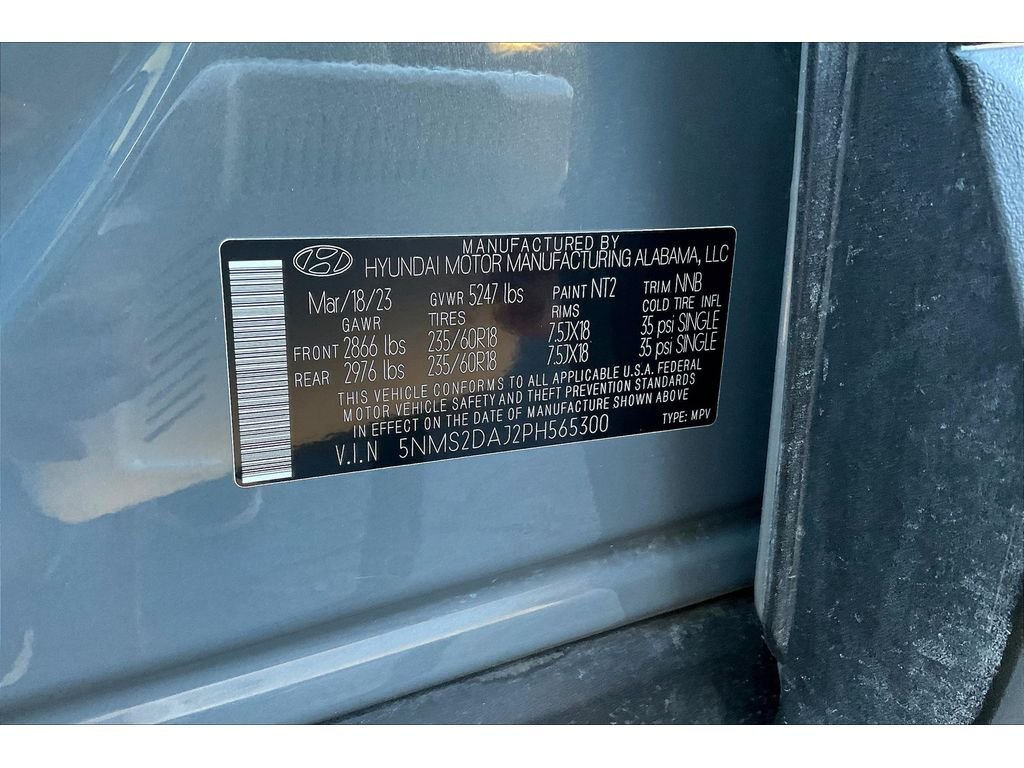 MANUFACTURED BY
HYUNDAI MOTOR MANUFACTURING ALABAMA, LLC
Mar/18/23 GVWR 5247 lbs PAINT NT2 TRIM NNB
GAWR TIRES RIMS COLD TIRE INFL
FRONT 2866 lbs 235/60R18 7.5JX18 35 psi SINGLE
REAR 2976 lbs 235/60R18 7.5JX18 35 psi SINGLE
THIS VEHICLE CONFORMS TO ALL APPLICABLE U.S.A. FEDERAL
MOTOR VEHICLE SAFETY AND THEFT PREVENTION STANDARDS
IN EFFECT ON THE DATE OF MANUFACTURE SHOWN ABOVE
V.I.N 5NMS2DAJ2PH565300 TYPE: MPV